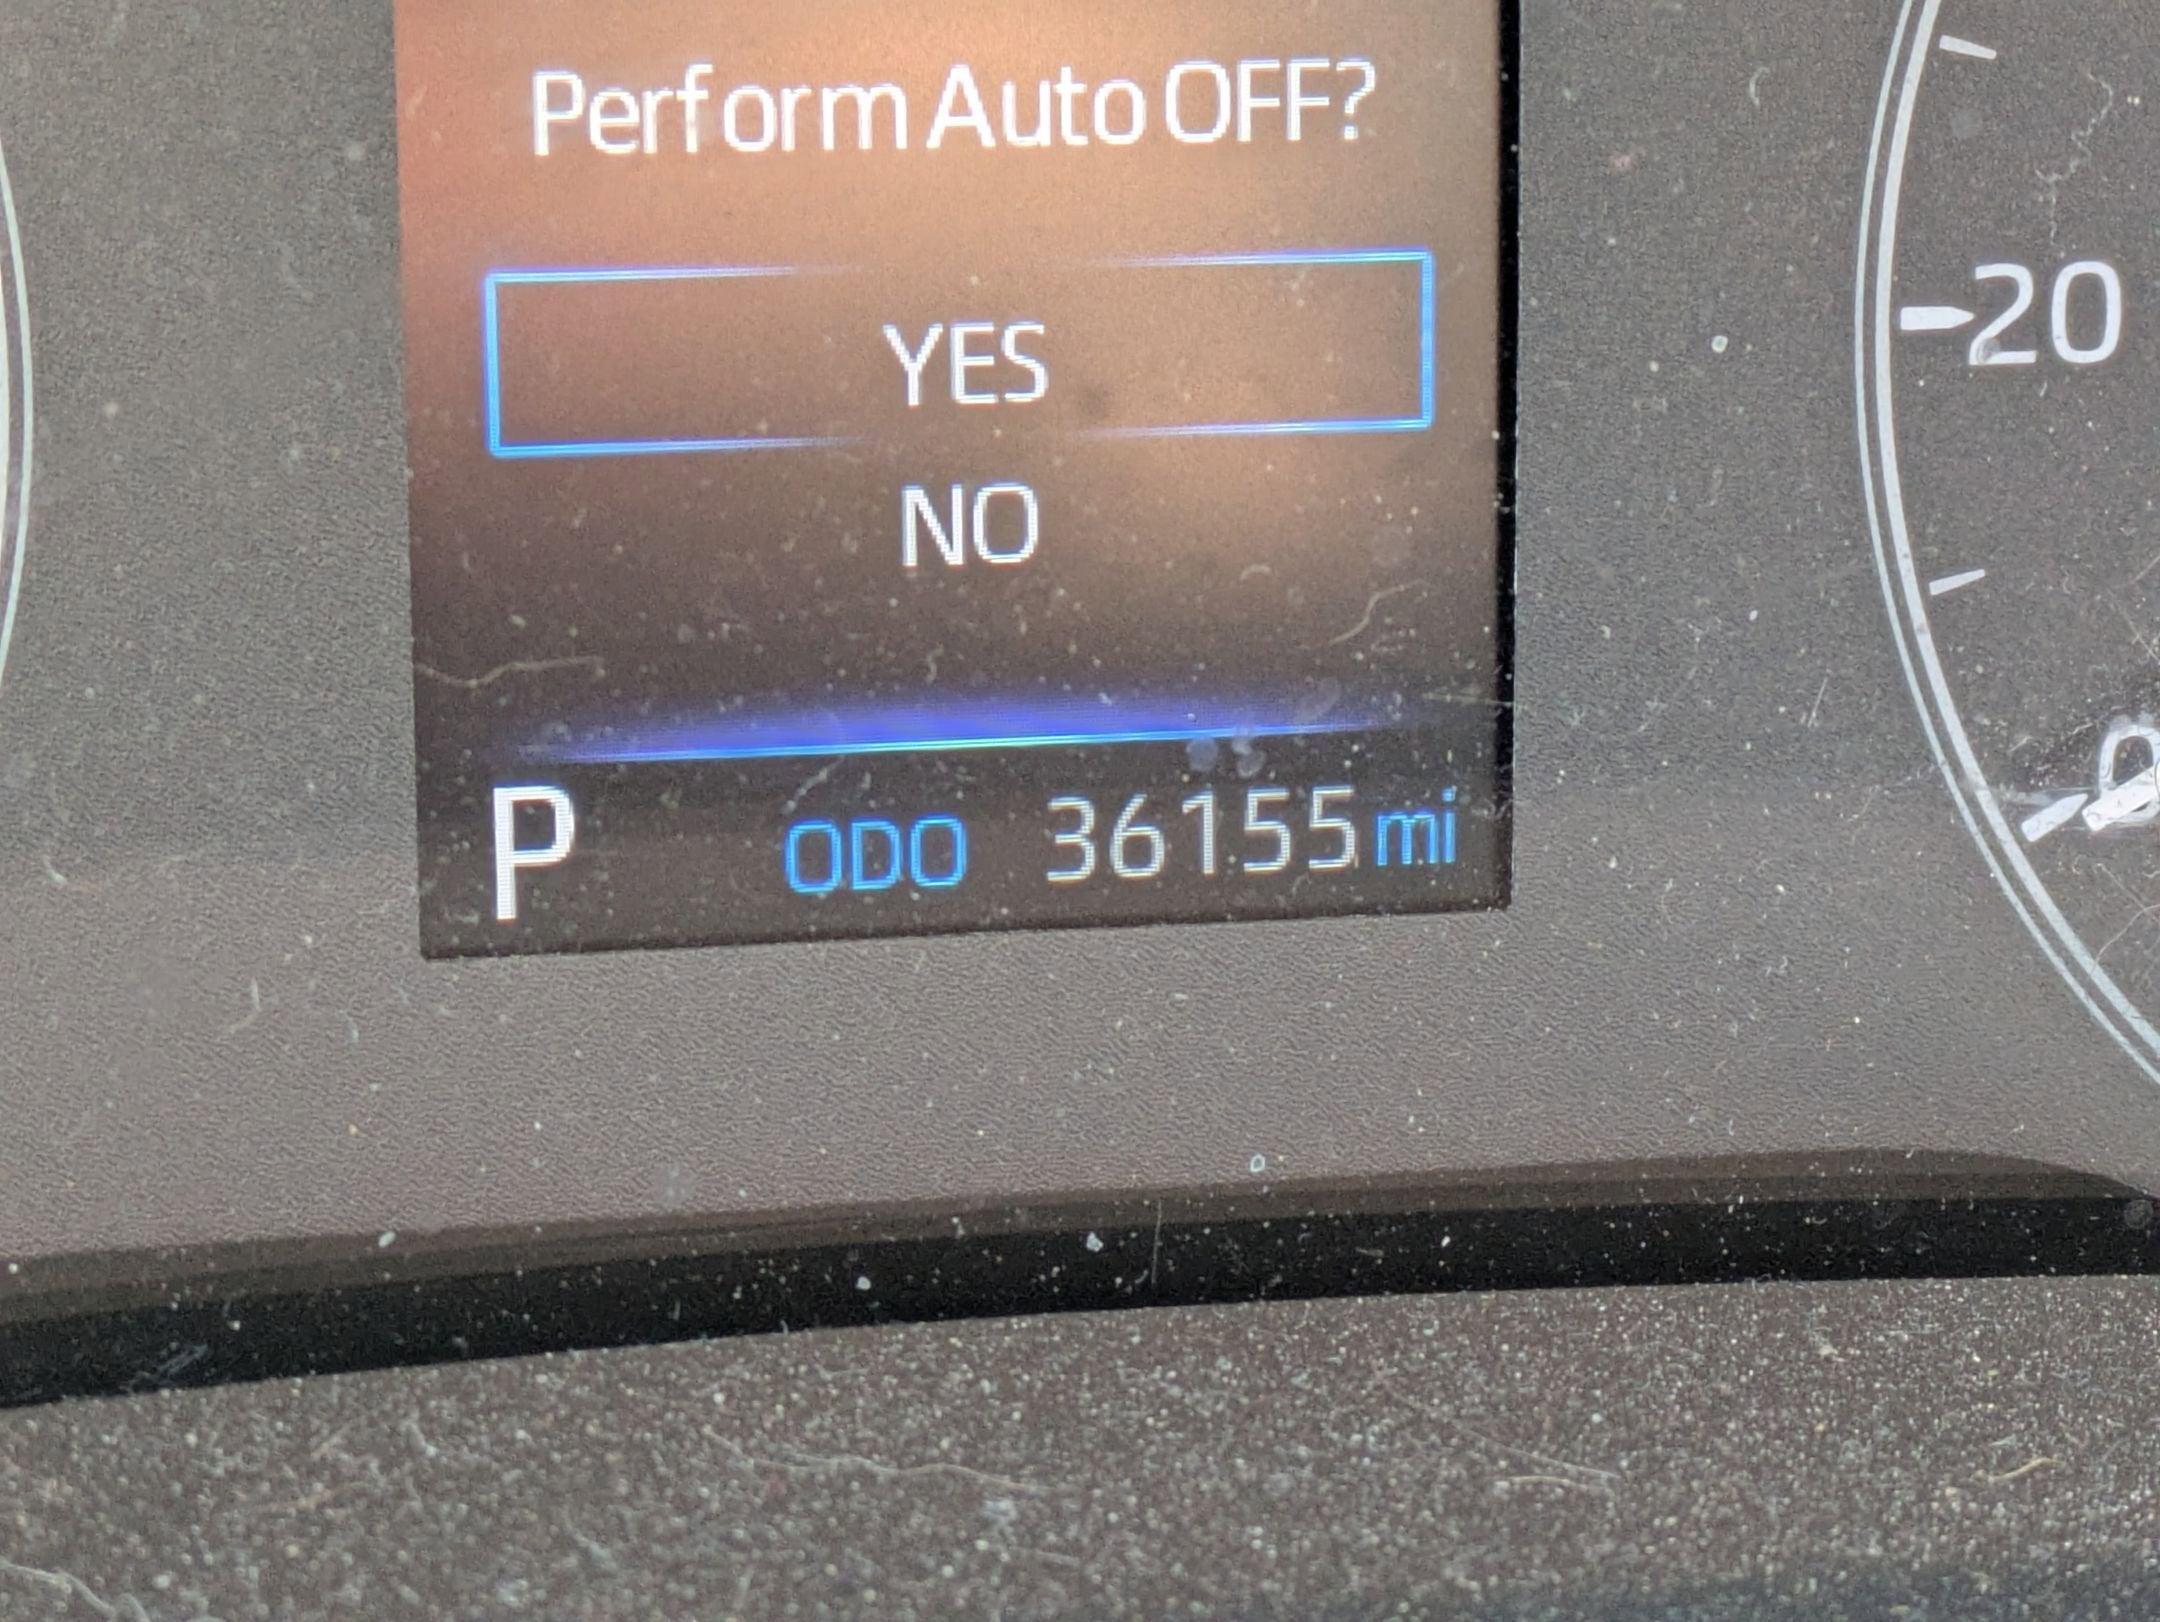 Perform Auto OFF?
YES
20
NO
P ODO 36155 mi